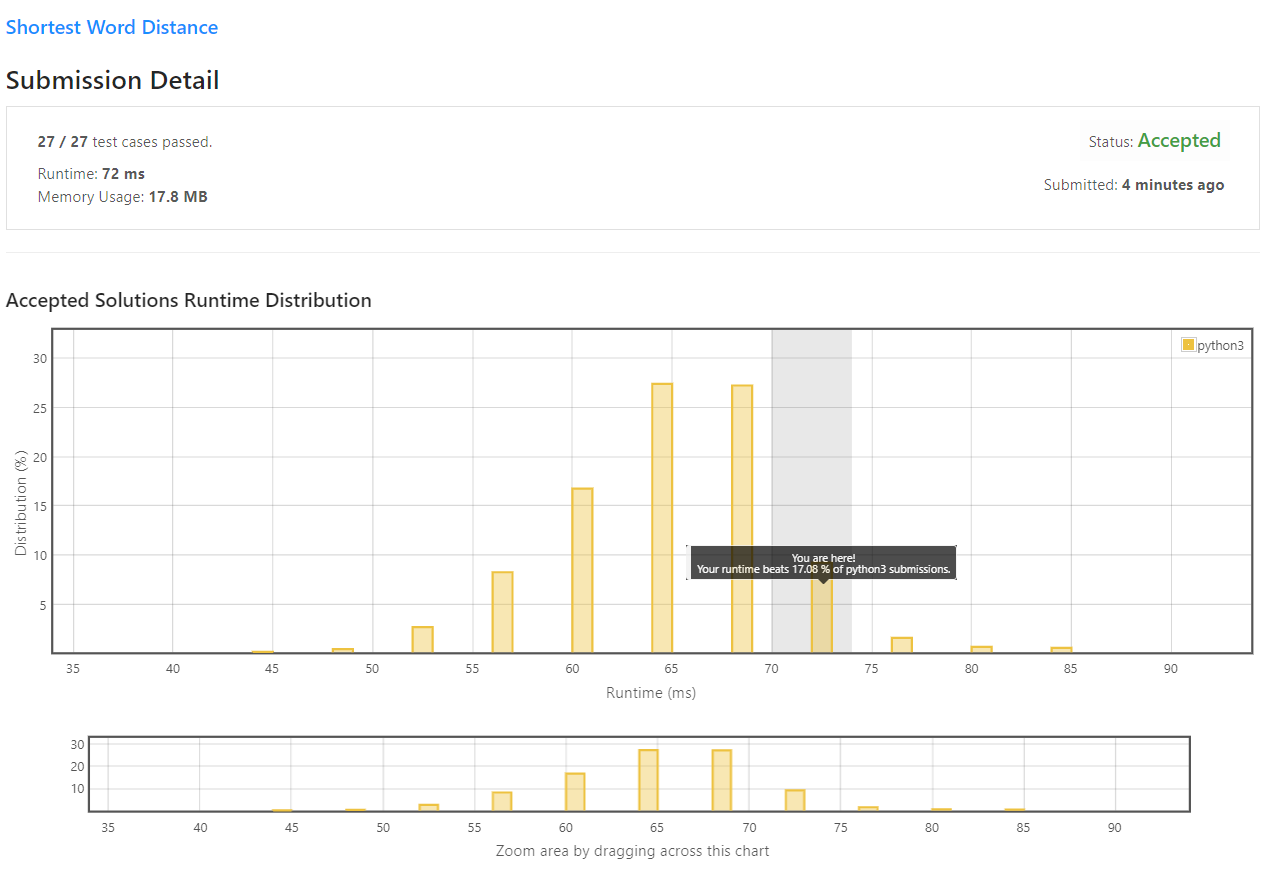 Shortest Word Distance
Submission Detail
27 / 27 test cases passed.
Status: Accepted
Runtime: 72 ms
Memory Usage: 17.8 MB
Submitted: 4 minutes ago
Accepted Solutions Runtime Distribution
python3
30
25
20
15
10
5
Distribution (%)
You are here!
Your runtime beats 17.08 % of python3 submissions.
35 40 45 50 55 60 65 70 75 80 85 90
Runtime (ms)
30
20
10
35 40 45 50 55 60 65 70 75 80 85 90
Zoom area by dragging across this chart